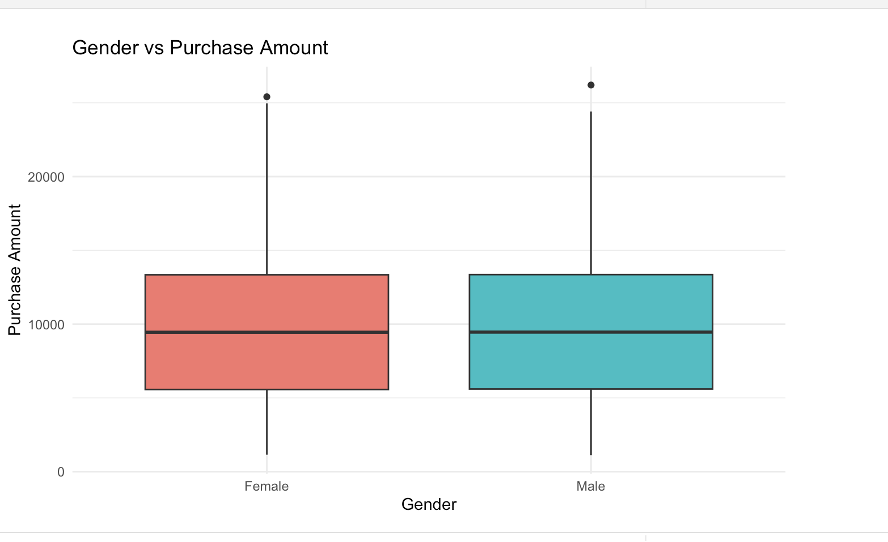 Gender vs Purchase Amount
Purchase Amount
20000
10000
0
Female
Male
Gender